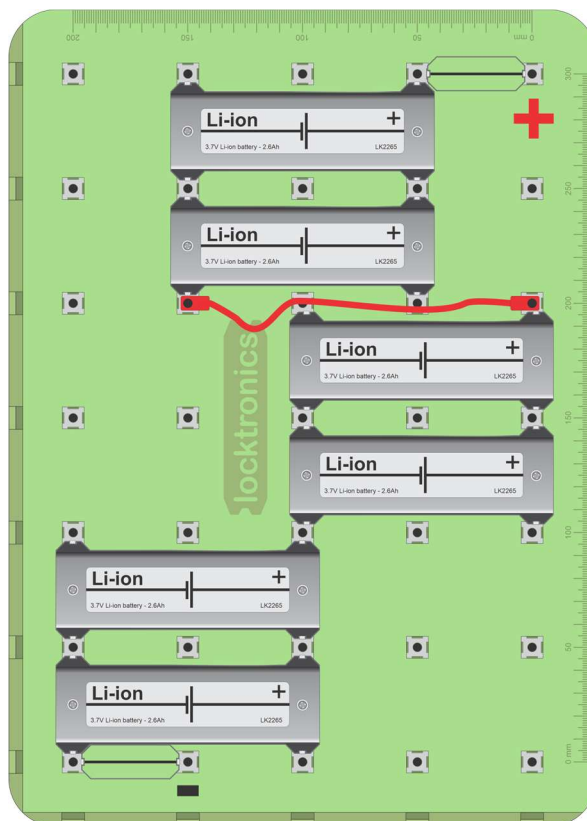 200 150 100 50 0 mm
300
Li-ion +
3.7V Li-ion battery - 2.6Ah LK2265
250
Li-ion +
3.7V Li-ion battery - 2.6Ah LK2265
200
locktronics
Li-ion +
3.7V Li-ion battery - 2.6Ah LK2265
150
Li-ion +
3.7V Li-ion battery - 2.6Ah LK2265
100
Li-ion +
3.7V Li-ion battery - 2.6Ah LK2265
50
Li-ion +
3.7V Li-ion battery - 2.6Ah LK2265
0 mm